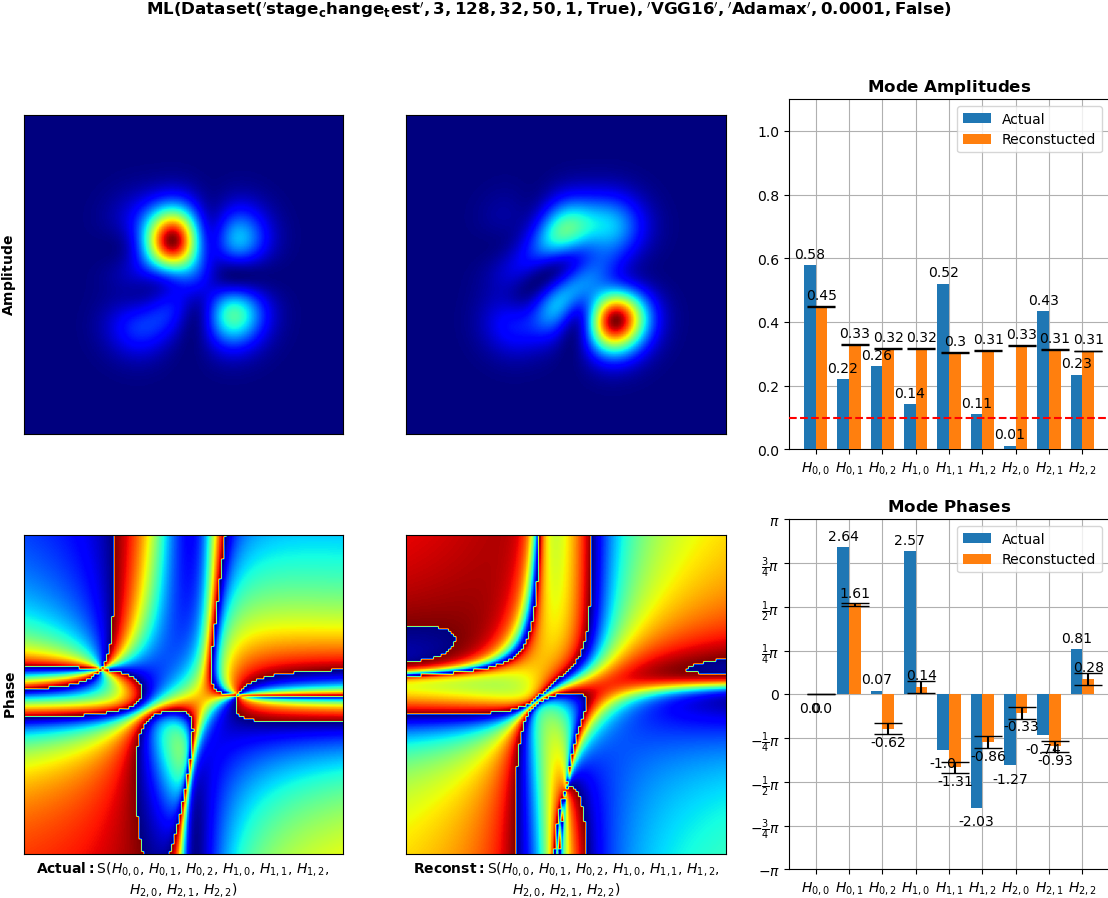 ML(Dataset('stage_change_test', 3, 128, 32, 50, 1, True), 'VGG16', 'Adamax', 0.0001, False)
Amplitude
Mode Amplitudes
Actual
Reconstucted
1.0
0.8
0.6
0.4
0.2
0.0
0.58
0.45
0.22
0.33
0.26
0.32
0.14
0.32
0.52
0.3
0.11
0.31
0.01
0.33
0.43
0.31
0.23
0.31
H0,0 H0,1 H0,2 H1,0 H1,1 H1,2 H2,0 H2,1 H2,2
Phase
Mode Phases
Actual
Reconstucted
π
3/4π
1/2π
1/4π
0
−1/4π
−1/2π
−3/4π
−π
0.0
0.0
2.64
1.61
0.07
-0.62
2.57
0.14
-1.0
-1.31
-2.03
-0.86
-1.27
-0.33
-0.74
-0.93
0.81
0.28
H0,0 H0,1 H0,2 H1,0 H1,1 H1,2 H2,0 H2,1 H2,2
Actual: S(H0,0, H0,1, H0,2, H1,0, H1,1, H1,2,
H2,0, H2,1, H2,2)
Reconst: S(H0,0, H0,1, H0,2, H1,0, H1,1, H1,2,
H2,0, H2,1, H2,2)